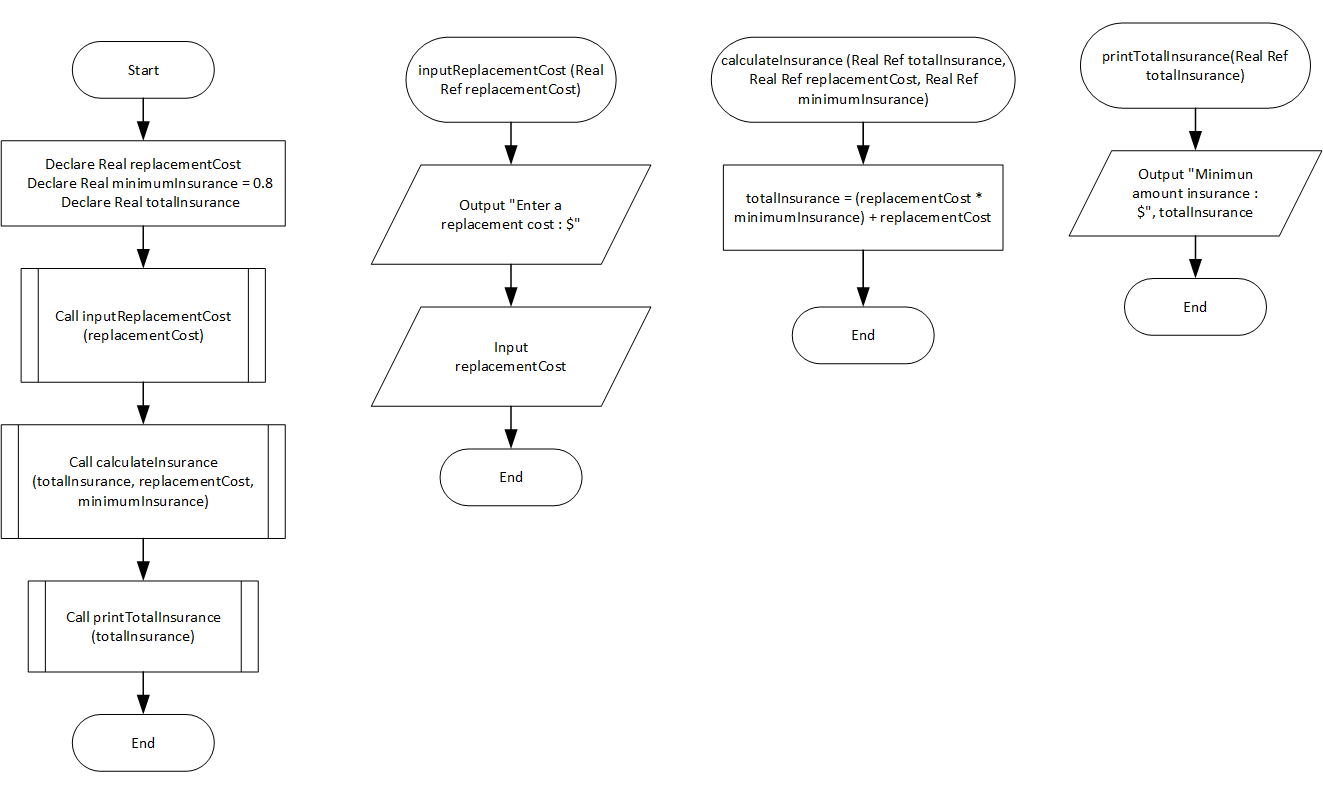 Start
Declare Real replacementCost
Declare Real minimumInsurance = 0.8
Declare Real totalInsurance
Call inputReplacementCost
(replacementCost)
Call calculateInsurance
(totalInsurance, replacementCost,
minimumInsurance)
Call printTotalInsurance
(totalInsurance)
End
inputReplacementCost (Real
Ref replacementCost)
Output "Enter a
replacement cost : $"
Input
replacementCost
End
calculateInsurance (Real Ref totalInsurance,
Real Ref replacementCost, Real Ref
minimumInsurance)
totalInsurance = (replacementCost *
minimumInsurance) + replacementCost
End
printTotalInsurance(Real Ref
totalInsurance)
Output "Minimun
amount insurance :
$", totalInsurance
End